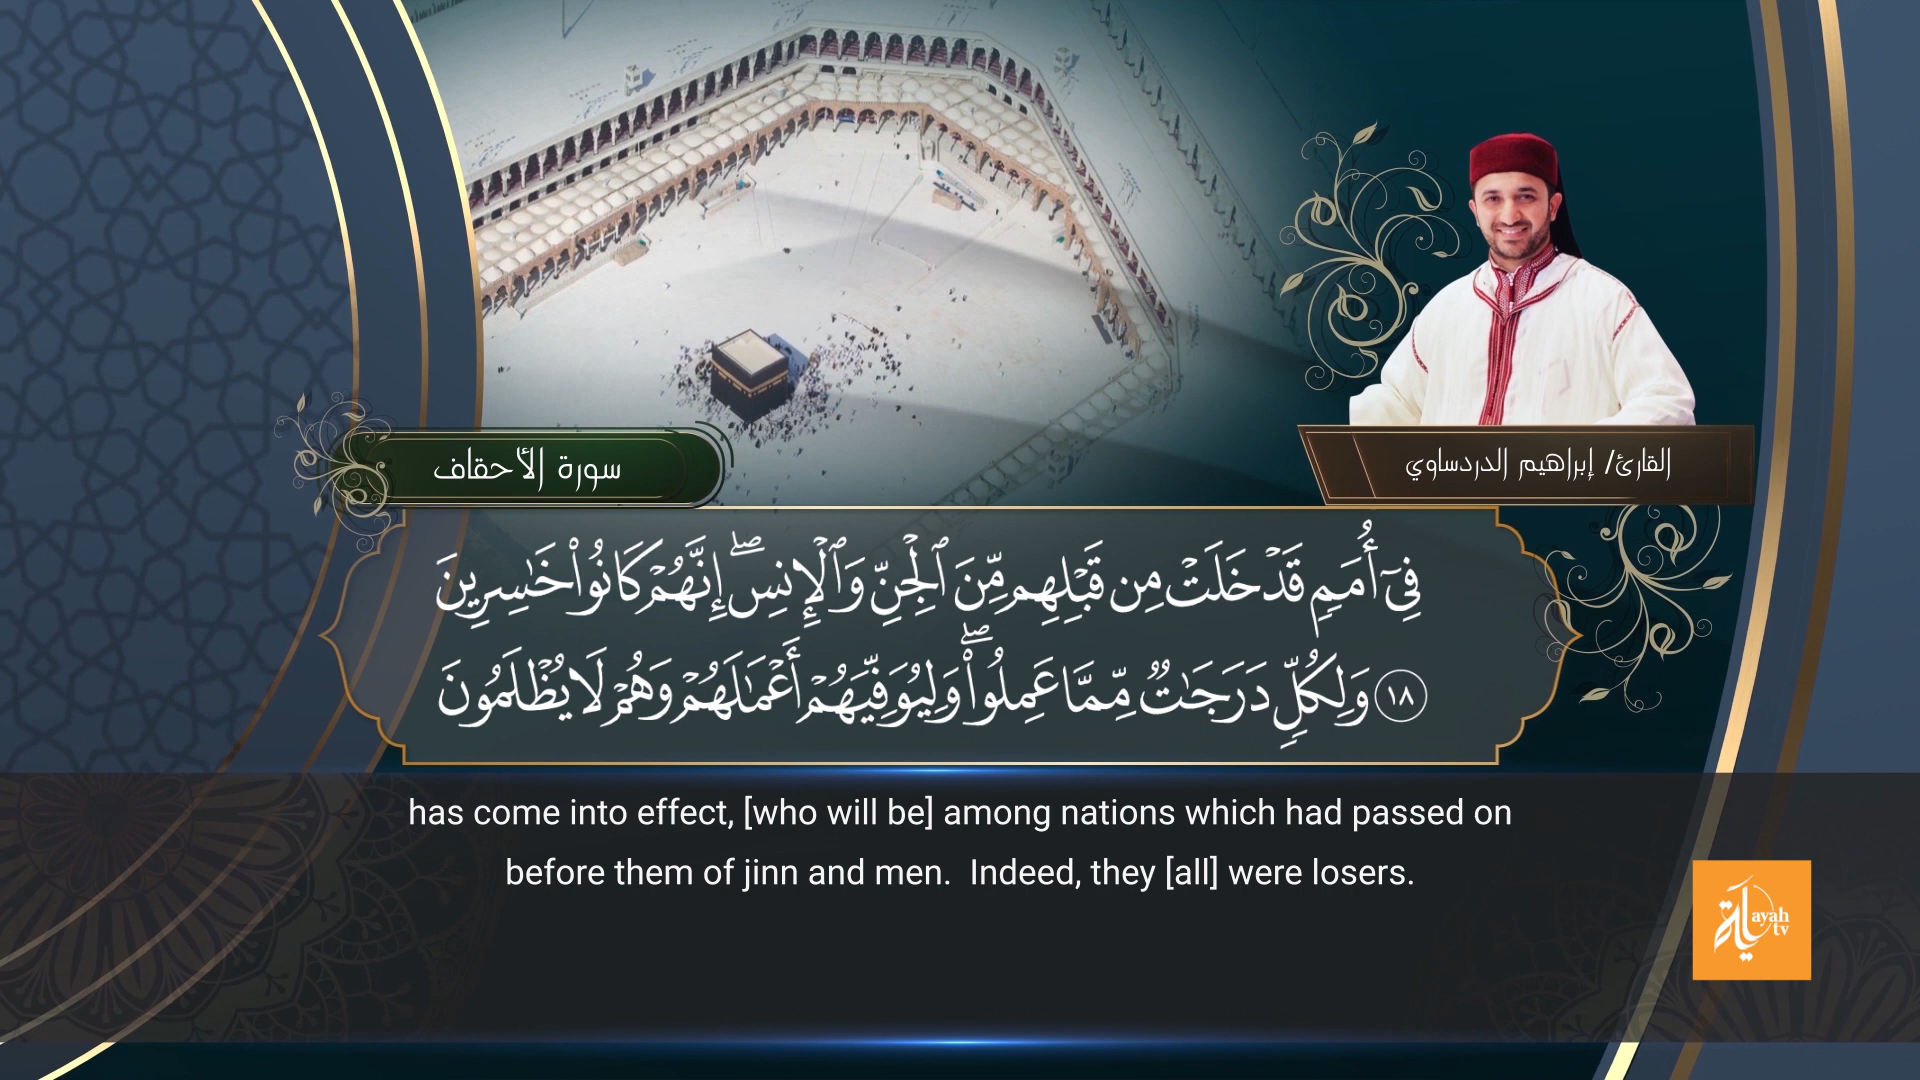 سورة الأحقاف
القارئ/ إبراهيم الدردساوي
فِىٓ أُمَمٍ قَدْ خَلَتْ مِن قَبْلِهِم مِّنَ ٱلْجِنِّ وَٱلْإِنسِ ۖ إِنَّهُمْ كَانُوا۟ خَـٰسِرِينَ
١٨ وَلِكُلٍّ دَرَجَـٰتٌ مِّمَّا عَمِلُوا۟ ۖ وَلِيُوَفِّيَهُمْ أَعْمَـٰلَهُمْ وَهُمْ لَا يُظْلَمُونَ
has come into effect, [who will be] among nations which had passed on
before them of jinn and men.  Indeed, they [all] were losers.
آية
ayah
tv